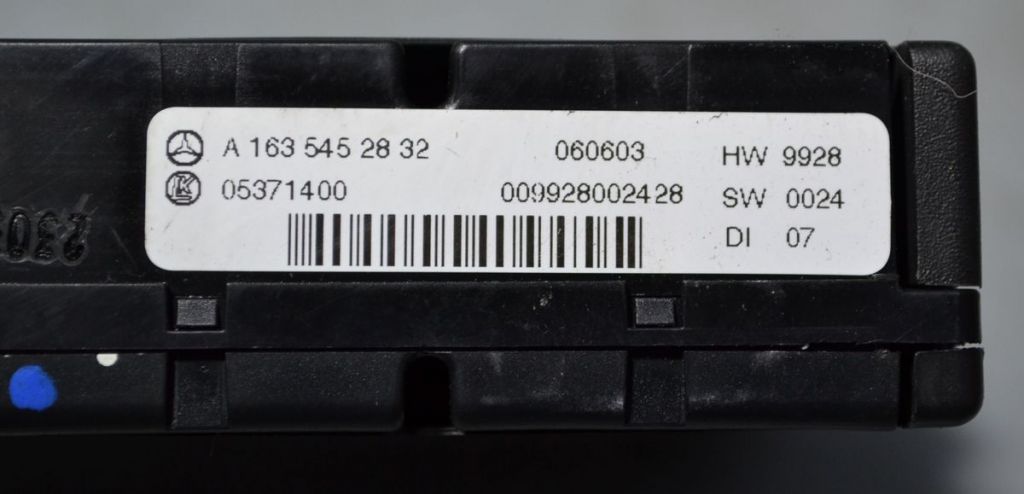 A 163 545 28 32 060603 HW 9928
05371400 009928002428 SW 0024
DI 07